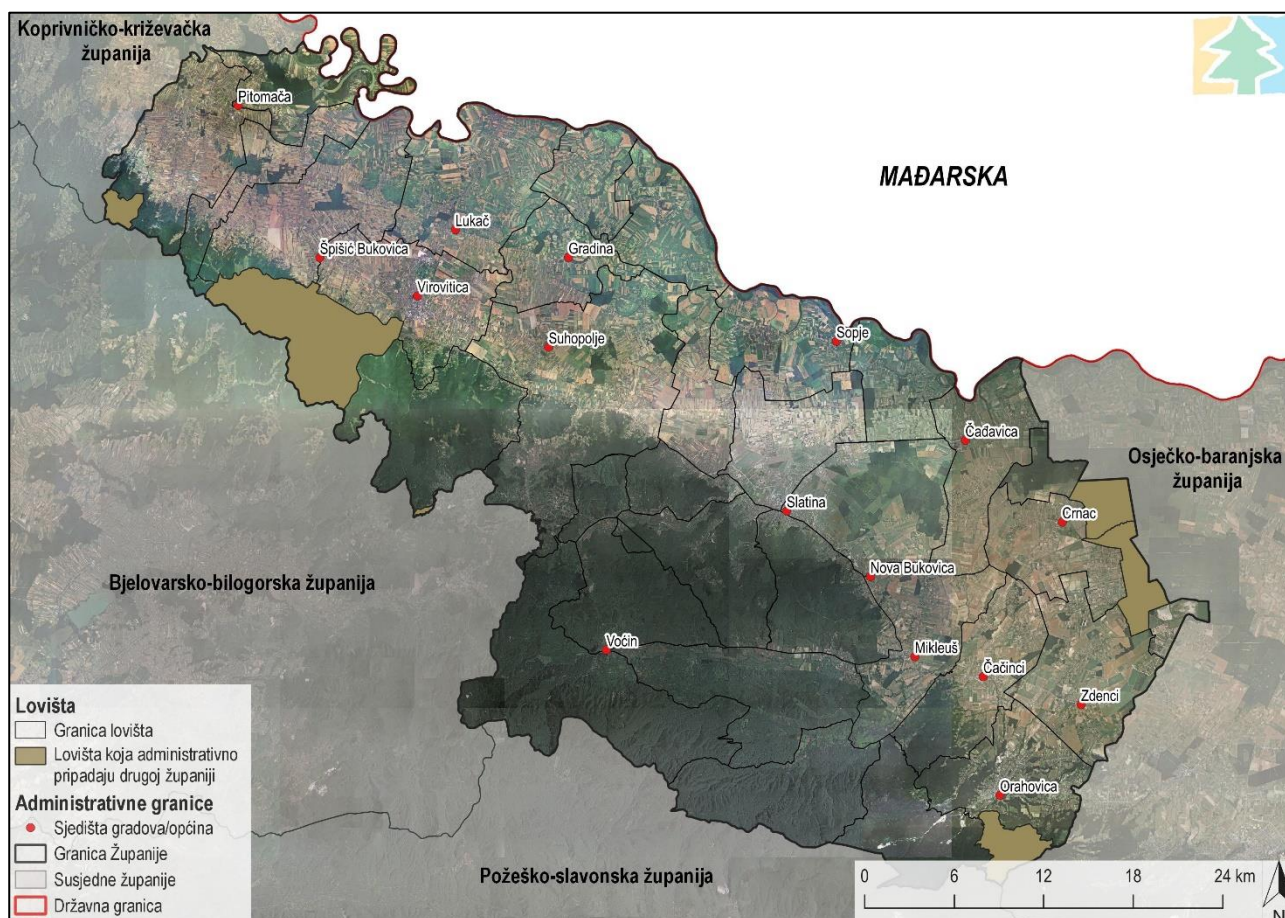 Koprivničko-križevačka
županija
Pitomača
MAĐARSKA
Lukač
Špišić Bukovica
Gradina
Virovitica
Suhopolje
Sopje
Čađavica
Osječko-baranjska
županija
Slatina
Crnac
Nova Bukovica
Bjelovarsko-bilogorska županija
Voćin
Mikleuš
Čačinci
Zdenci
Orahovica
Požeško-slavonska županija
Lovišta
Granica lovišta
Lovišta koja administrativno
pripadaju drugoj županiji
Administrativne granice
Sjedišta gradova/općina
Granica Županije
Susjedne županije
Državna granica
0 6 12 18 24 km
N